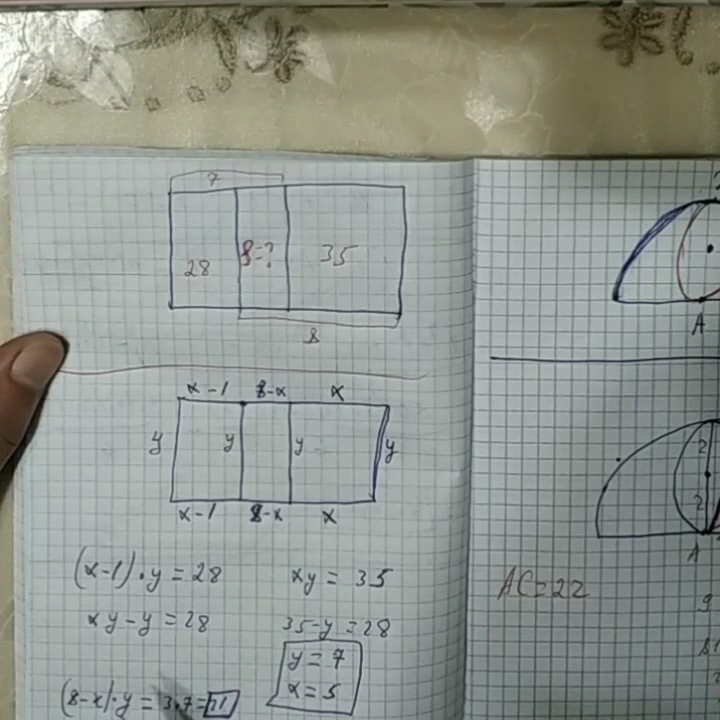 7
28 S=? 35
8
x-1 8-x x
y y y y
x-1 8-x x
(x-1)·y = 28 xy = 35
xy-y = 28 35-y = 28
y = 7
x = 5
(8-x)·y = 3·7 = 21
A
2
2
A
AC=22